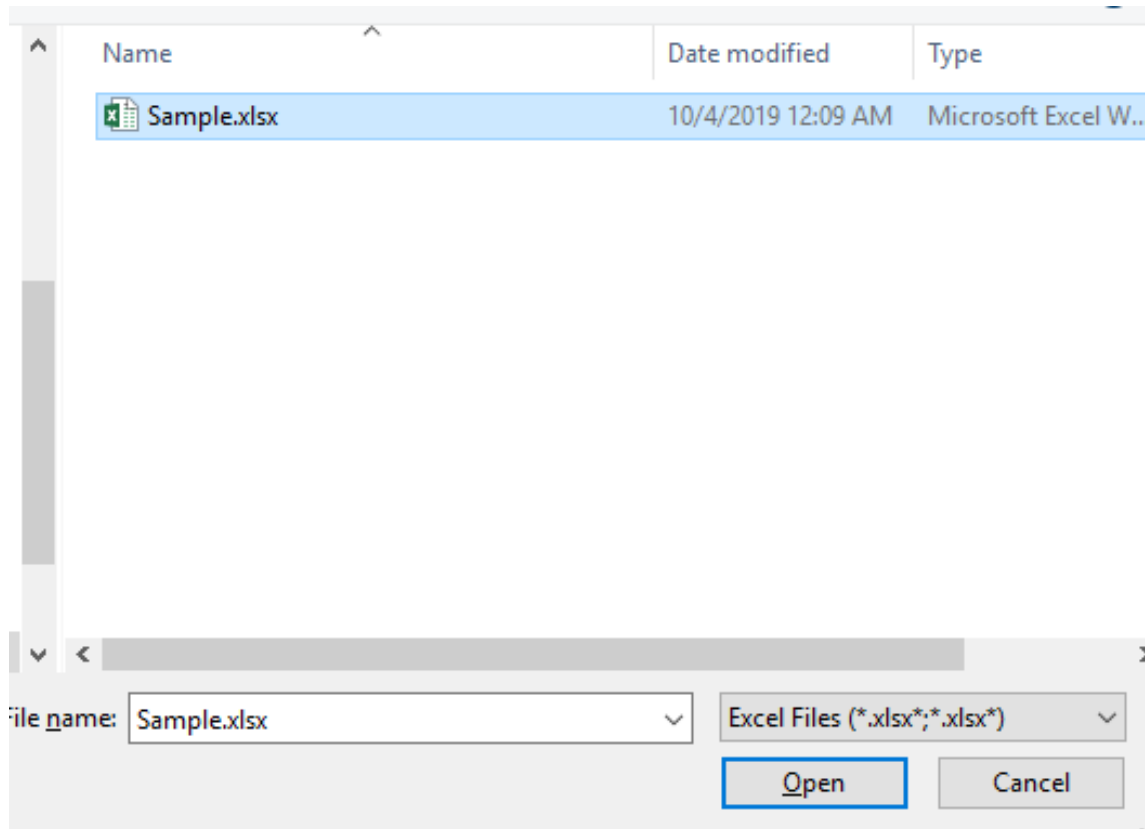 Name Date modified Type
Sample.xlsx 10/4/2019 12:09 AM Microsoft Excel W...
File name: Sample.xlsx Excel Files (*.xlsx*;*.xlsx*)
Open Cancel